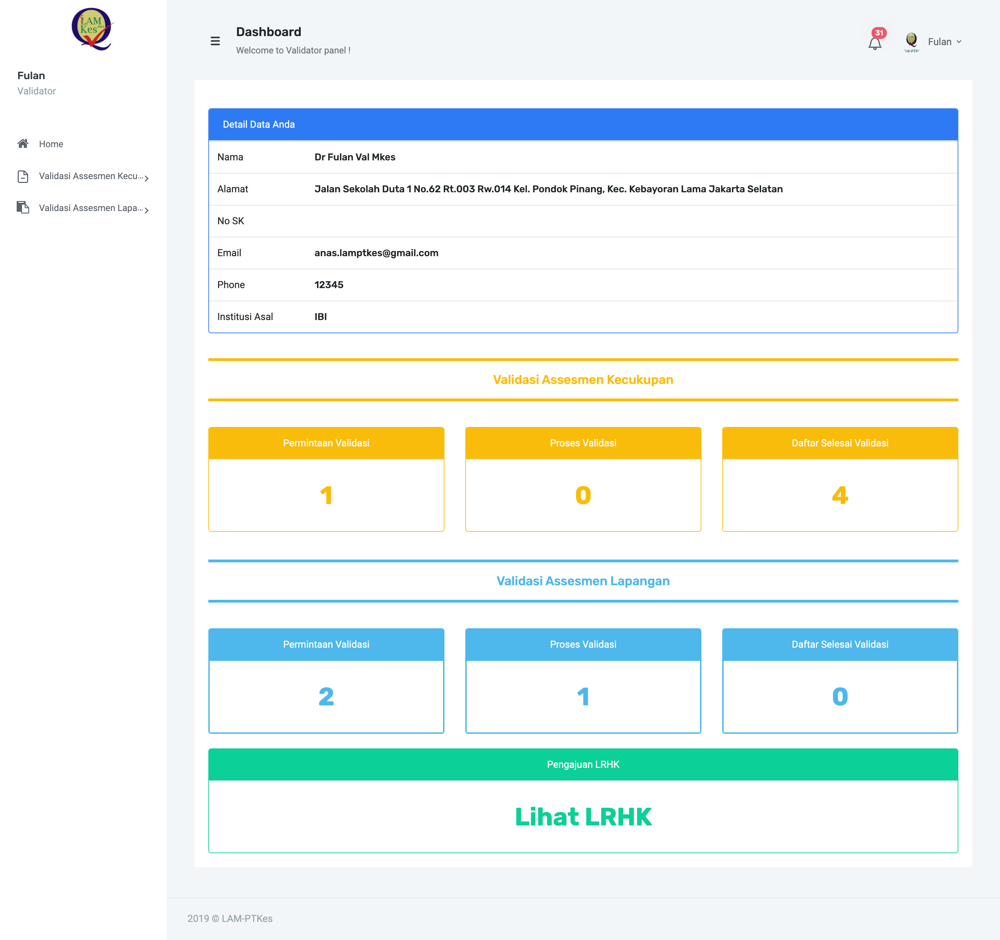 LAM
Kes 2014
Dashboard
Welcome to Validator panel !
31
Fulan
Fulan
Validator
Home
Validasi Assesmen Kecu...
Validasi Assesmen Lapa...
Detail Data Anda
Nama Dr Fulan Val Mkes
Alamat Jalan Sekolah Duta 1 No.62 Rt.003 Rw.014 Kel. Pondok Pinang, Kec. Kebayoran Lama Jakarta Selatan
No SK
Email anas.lamptkes@gmail.com
Phone 12345
Institusi Asal IBI
Validasi Assesmen Kecukupan
Permintaan Validasi Proses Validasi Daftar Selesai Validasi
1 0 4
Validasi Assesmen Lapangan
Permintaan Validasi Proses Validasi Daftar Selesai Validasi
2 1 0
Pengajuan LRHK
Lihat LRHK
2019 © LAM-PTKes